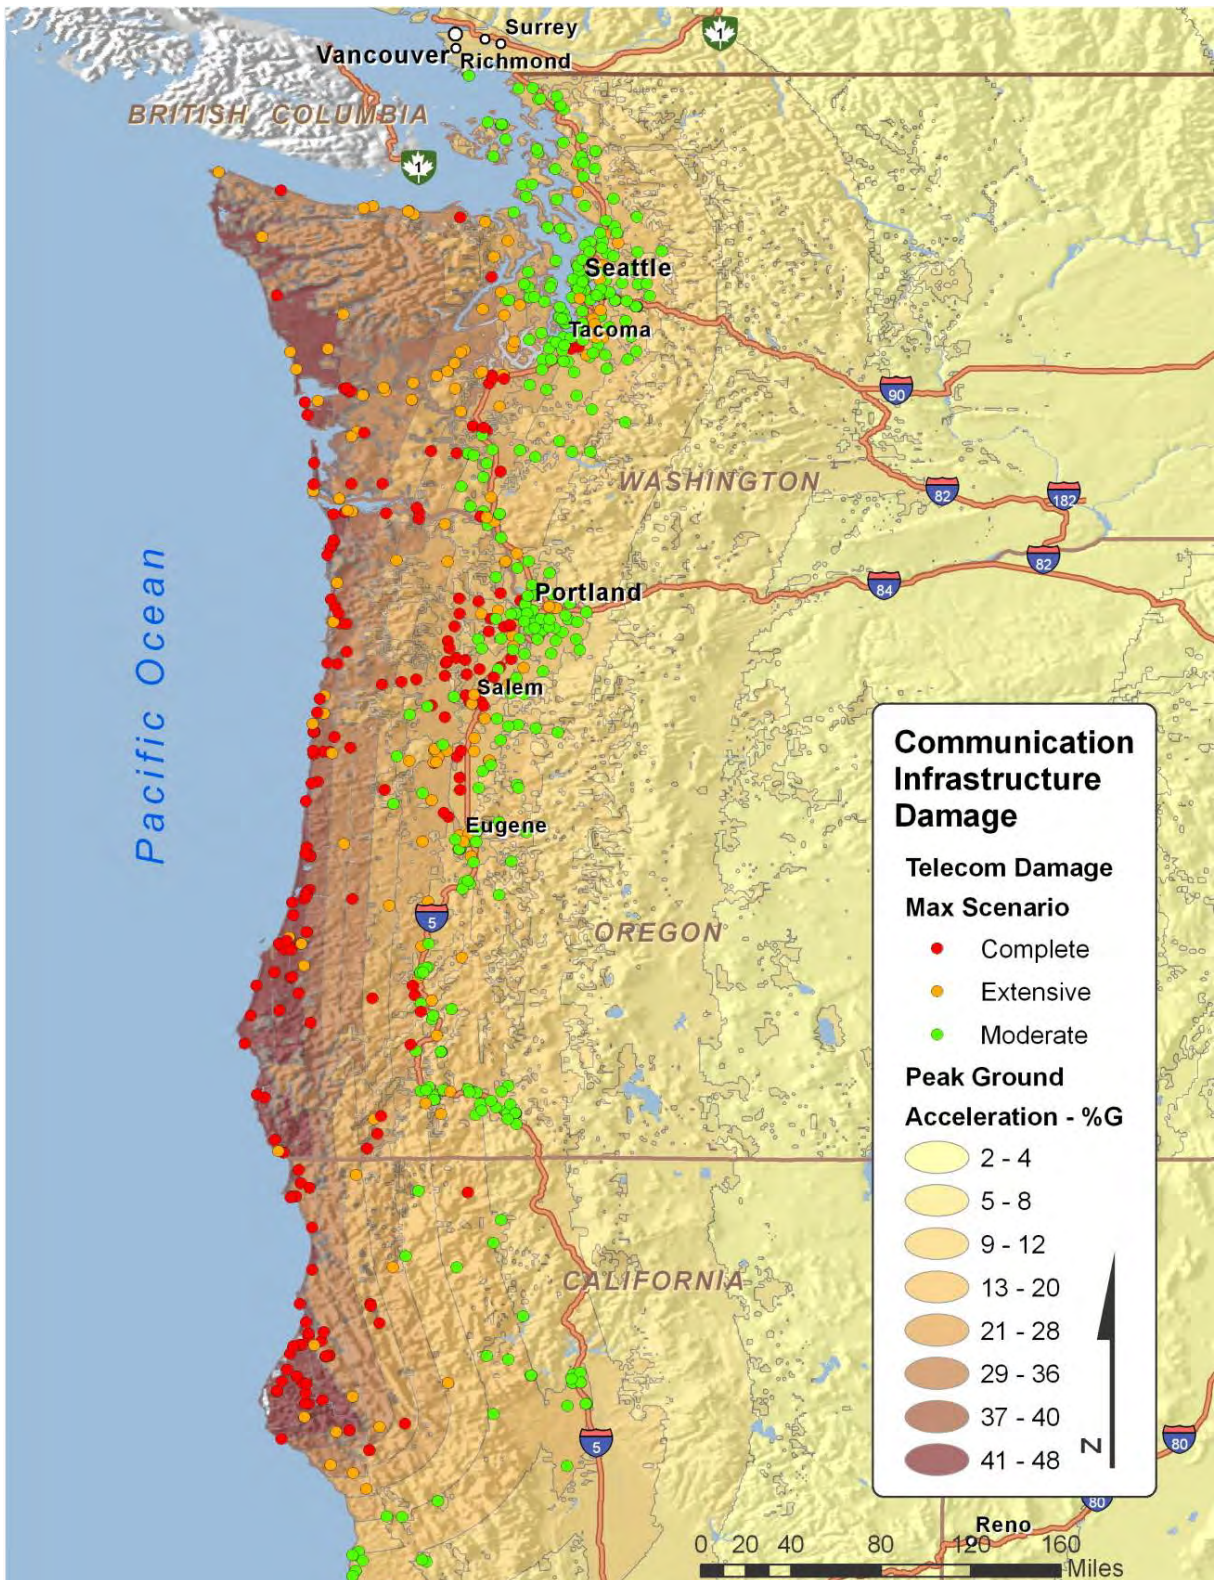 Surrey
1
Vancouver
Richmond
BRITISH COLUMBIA
1
Seattle
Tacoma
90
WASHINGTON
82
182
82
Portland
84
Pacific Ocean
Salem
Eugene
5
OREGON
CALIFORNIA
5
Communication
Infrastructure
Damage
Telecom Damage
Max Scenario
Complete
Extensive
Moderate
Peak Ground
Acceleration - %G
2 - 4
5 - 8
9 - 12
13 - 20
21 - 28
29 - 36
37 - 40
41 - 48
N
80
80
Reno
0 20 40 80 120 160
Miles